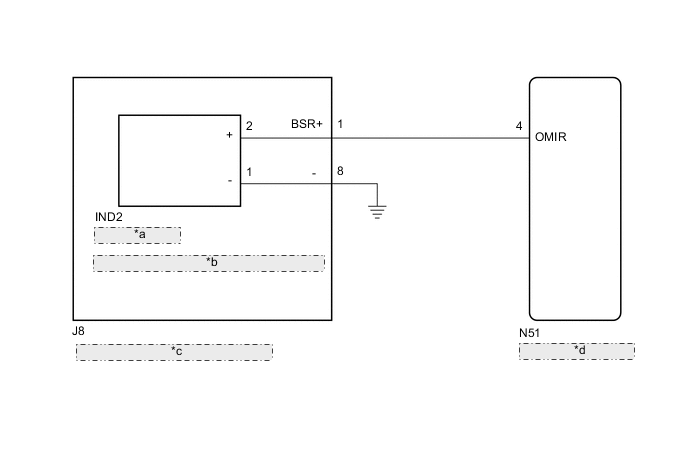 2 BSR+ 1 4
+ OMIR
1 - 8
-
IND2
*a
*b
J8 N51
*c *d